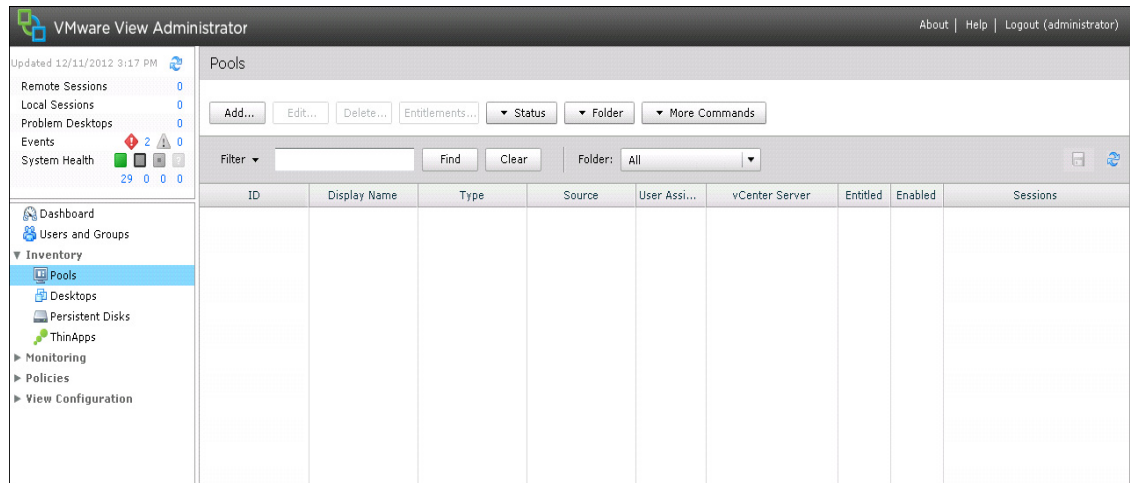 VMware View Administrator
About | Help | Logout (administrator)
Updated 12/11/2012 3:17 PM
Remote Sessions 0
Local Sessions 0
Problem Desktops 0
Events 2 0
System Health
29 0 0 0
Dashboard
Users and Groups
Inventory
Pools
Desktops
Persistent Disks
ThinApps
Monitoring
Policies
View Configuration
Pools
Add... Edit... Delete... Entitlements... Status Folder More Commands
Filter Find Clear Folder: All
ID Display Name Type Source User Assi... vCenter Server Entitled Enabled Sessions